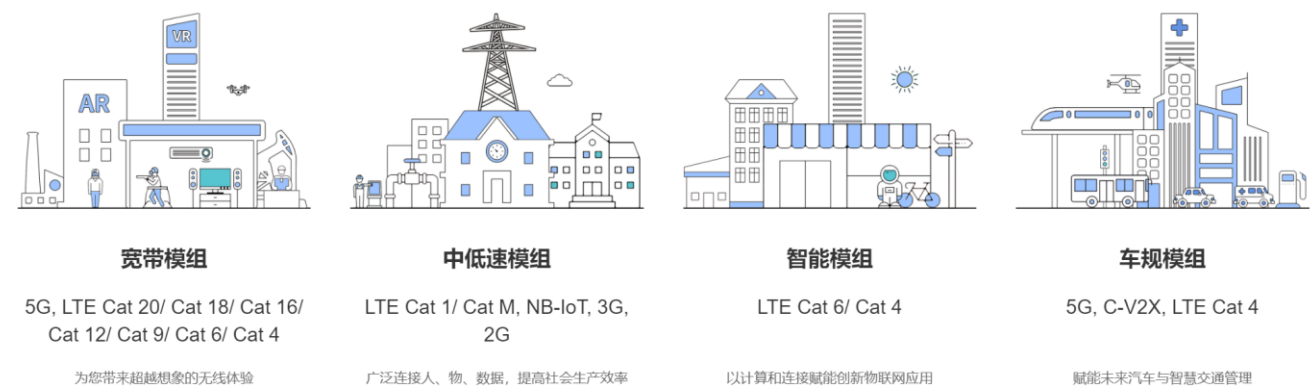 VR
AR
宽带模组
5G, LTE Cat 20/ Cat 18/ Cat 16/
Cat 12/ Cat 9/ Cat 6/ Cat 4
为您带来超越想象的无线体验
中低速模组
LTE Cat 1/ Cat M, NB-IoT, 3G,
2G
广泛连接人、物、数据，提高社会生产效率
智能模组
LTE Cat 6/ Cat 4
以计算和连接赋能创新物联网应用
车规模组
5G, C-V2X, LTE Cat 4
赋能未来汽车与智慧交通管理